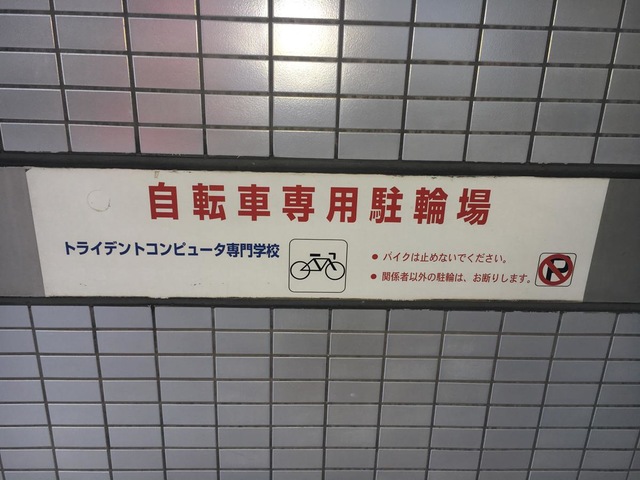 自転車専用駐輪場
トライデントコンピュータ専門学校
● バイクは止めないでください。
● 関係者以外の駐輪は、お断りします。
P